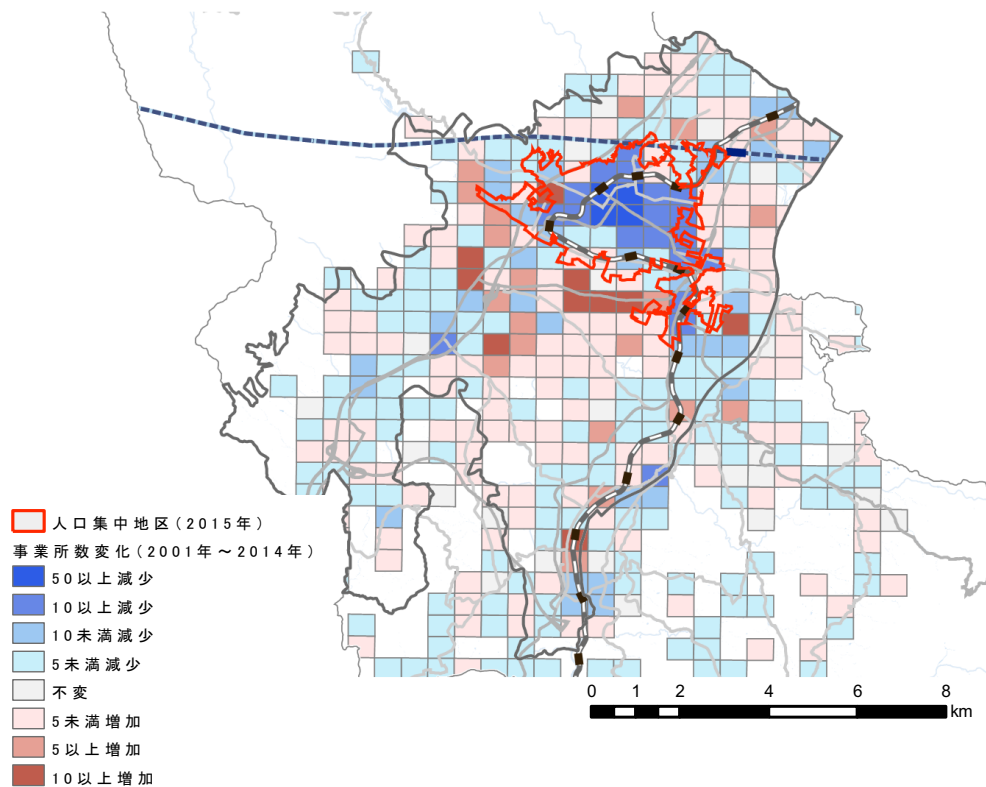 人口集中地区(2015年)
事業所数変化(2001年～2014年)
50以上減少
10以上減少
10未満減少
5未満減少
不変
5未満増加
5以上増加
10以上増加
0 1 2 4 6 8
km